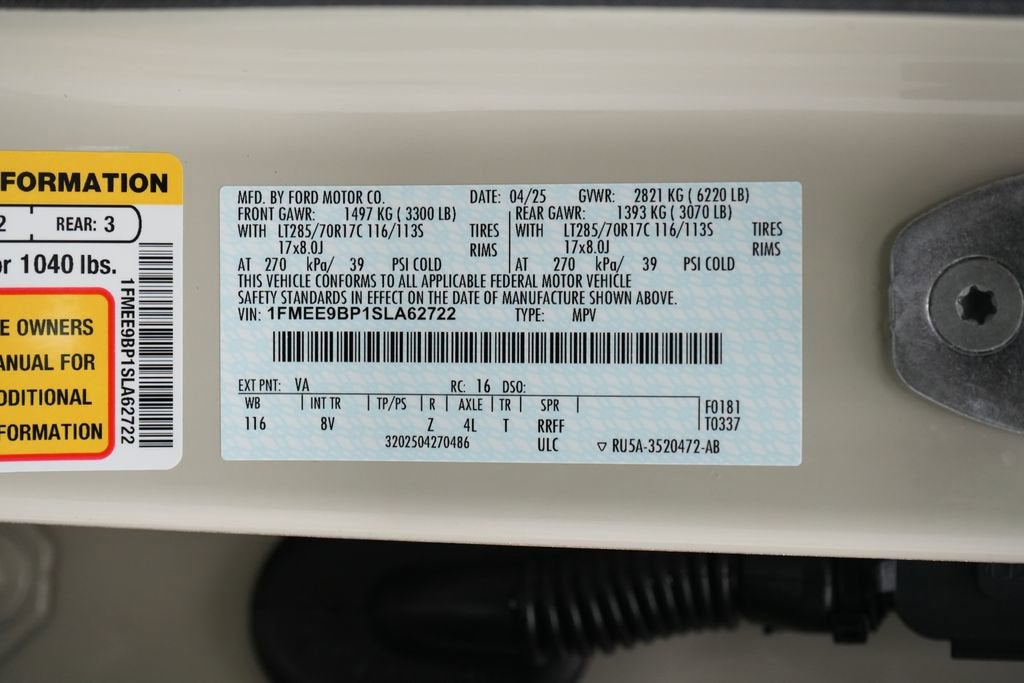 FORMATION
2 REAR: 3
or 1040 lbs.
E OWNERS
ANUAL FOR
DDITIONAL
FORMATION
1FMEE9BP1SLA62722
MFD. BY FORD MOTOR CO. DATE: 04/25 GVWR: 2821 KG ( 6220 LB)
FRONT GAWR: 1497 KG ( 3300 LB) REAR GAWR: 1393 KG ( 3070 LB)
WITH LT285/70R17C 116/113S TIRES WITH LT285/70R17C 116/113S TIRES
17x8.0J RIMS 17x8.0J RIMS
AT 270 kPa/ 39 PSI COLD AT 270 kPa/ 39 PSI COLD
THIS VEHICLE CONFORMS TO ALL APPLICABLE FEDERAL MOTOR VEHICLE
SAFETY STANDARDS IN EFFECT ON THE DATE OF MANUFACTURE SHOWN ABOVE.
VIN: 1FMEE9BP1SLA62722 TYPE: MPV
EXT PNT: VA RC: 16 DSO:
WB INT TR TP/PS R AXLE TR SPR F0181
116 8V Z 4L T RRFF T0337
3202504270486 ULC RU5A-3520472-AB